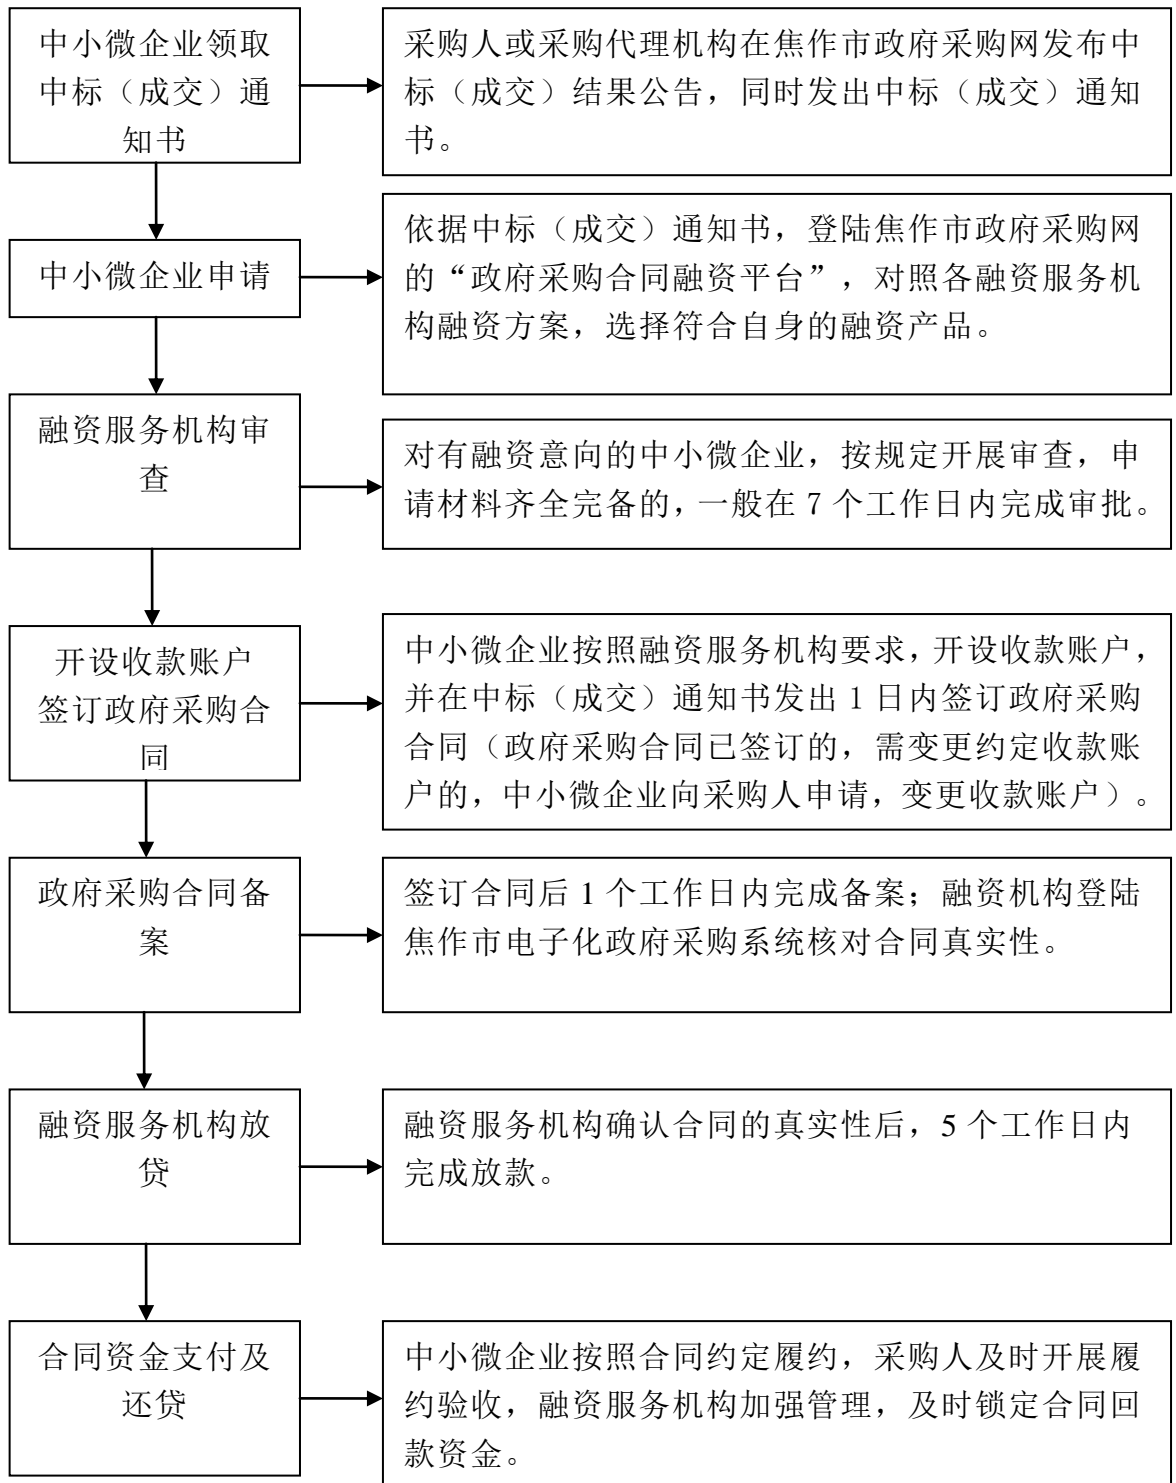 中小微企业领取
中标（成交）通
知书
采购人或采购代理机构在焦作市政府采购网发布中
标（成交）结果公告，同时发出中标（成交）通知
书。
中小微企业申请
依据中标（成交）通知书，登陆焦作市政府采购网
的“政府采购合同融资平台”，对照各融资服务机
构融资方案，选择符合自身的融资产品。
融资服务机构审
查
对有融资意向的中小微企业，按规定开展审查，申
请材料齐全完备的，一般在 7 个工作日内完成审批。
开设收款账户
签订政府采购合
同
中小微企业按照融资服务机构要求，开设收款账户，
并在中标（成交）通知书发出 1 日内签订政府采购
合同（政府采购合同已签订的，需变更约定收款账
户的，中小微企业向采购人申请，变更收款账户）。
政府采购合同备
案
签订合同后 1 个工作日内完成备案；融资机构登陆
焦作市电子化政府采购系统核对合同真实性。
融资服务机构放
贷
融资服务机构确认合同的真实性后，5 个工作日内
完成放款。
合同资金支付及
还贷
中小微企业按照合同约定履约，采购人及时开展履
约验收，融资服务机构加强管理，及时锁定合同回
款资金。